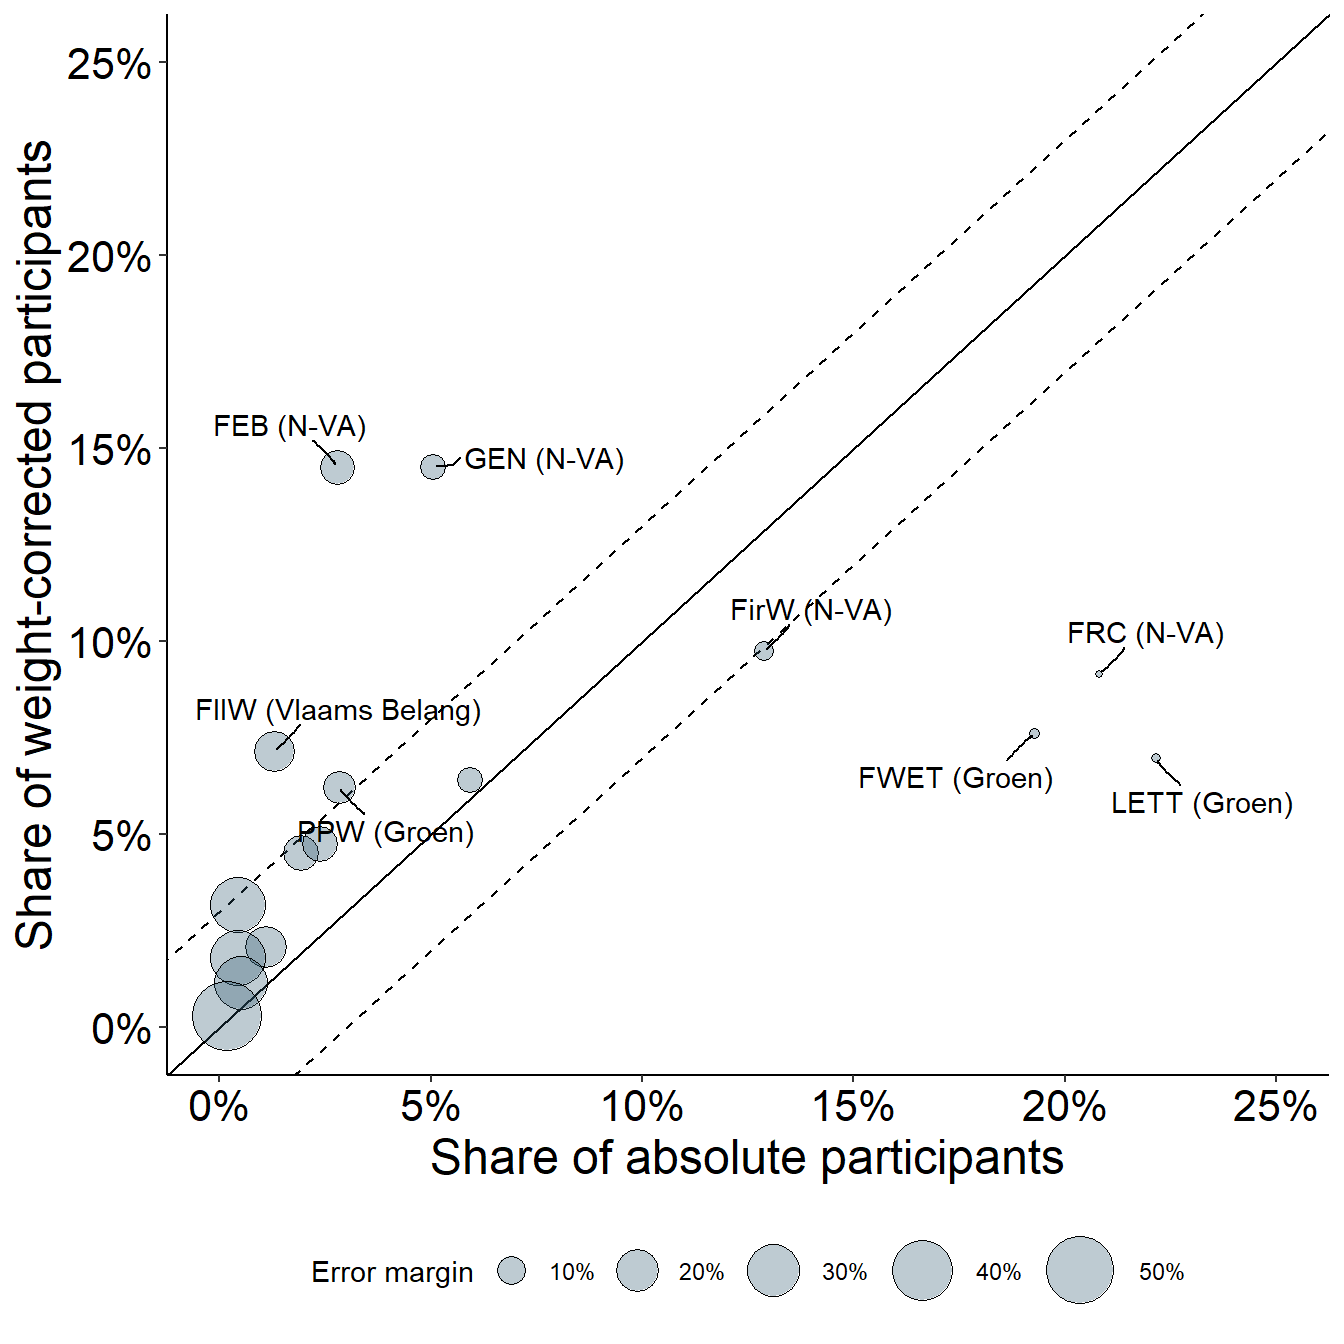 25%
20%
15%
10%
5%
0%
Share of weight-corrected participants
FEB (N-VA)
GEN (N-VA)
FirW (N-VA)
FRC (N-VA)
FIIW (Vlaams Belang)
FWET (Groen)
LETT (Groen)
PPW (Groen)
0%
5%
10%
15%
20%
25%
Share of absolute participants
Error margin
10%
20%
30%
40%
50%